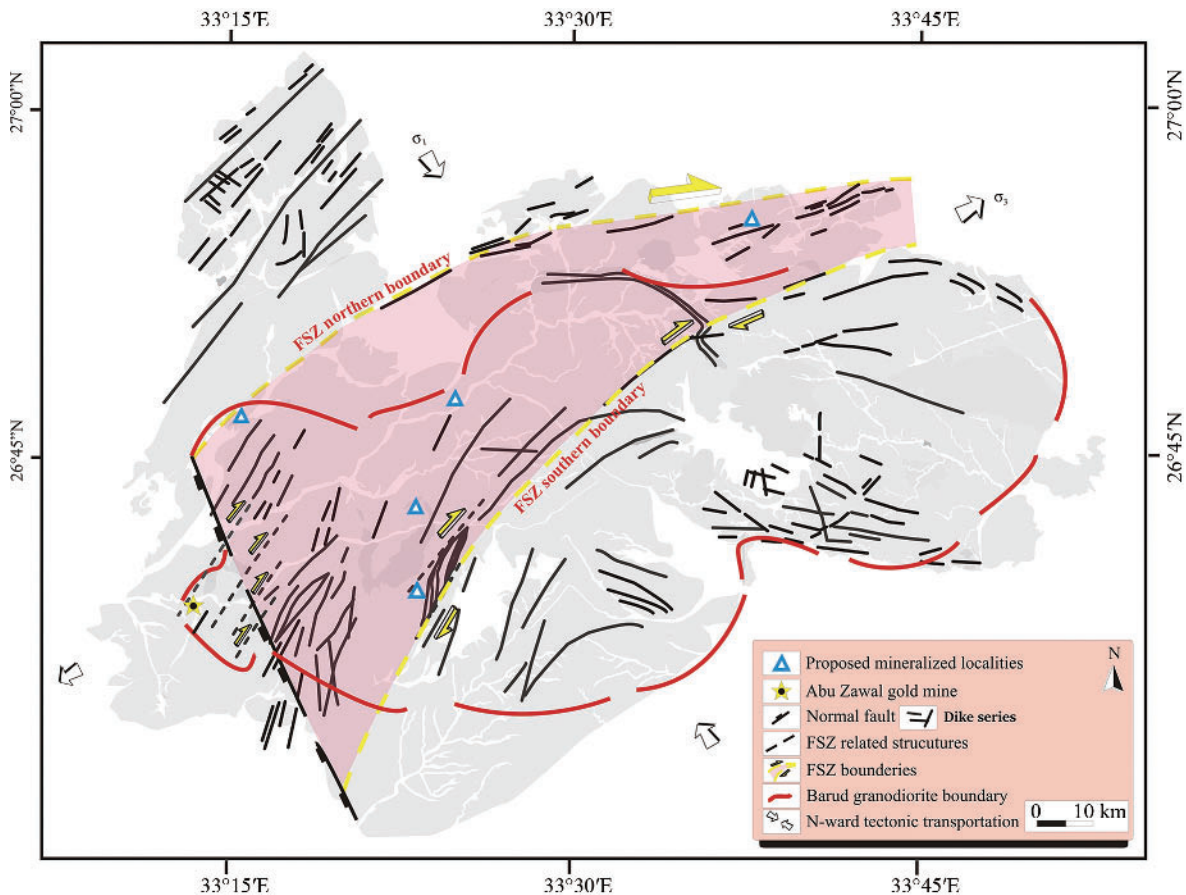 33°15′E
33°30′E
33°45′E
27°00″N
27°00′N
σ₁
σ₃
FSZ northern boundary
26°45″N
26°45′N
FSZ southern boundary
N
Proposed mineralized localities
Abu Zawal gold mine
Normal fault
Dike series
FSZ related strucutures
FSZ bounderies
Barud granodiorite boundary
N-ward tectonic transportation
0 10 km
33°15′E
33°30′E
33°45′E